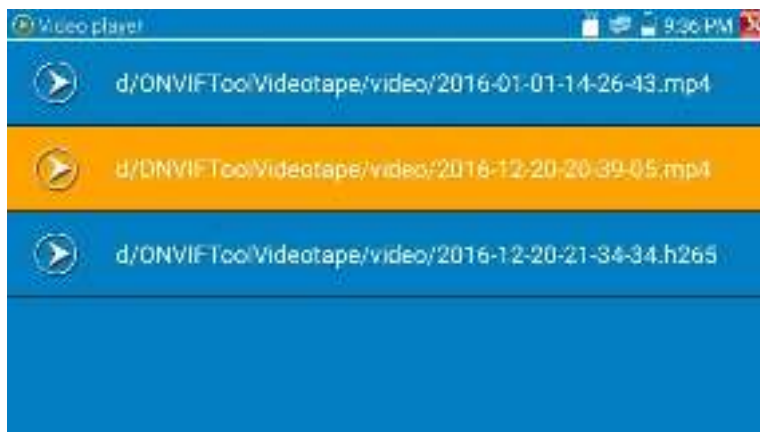 Video player 9:36 PM
d/ONVIFToolVideotape/video/2016-01-01-14-26-43.mp4
d/ONVIFToolVideotape/video/2016-12-20-20-39-05.mp4
d/ONVIFToolVideotape/video/2016-12-20-21-34-34.h265